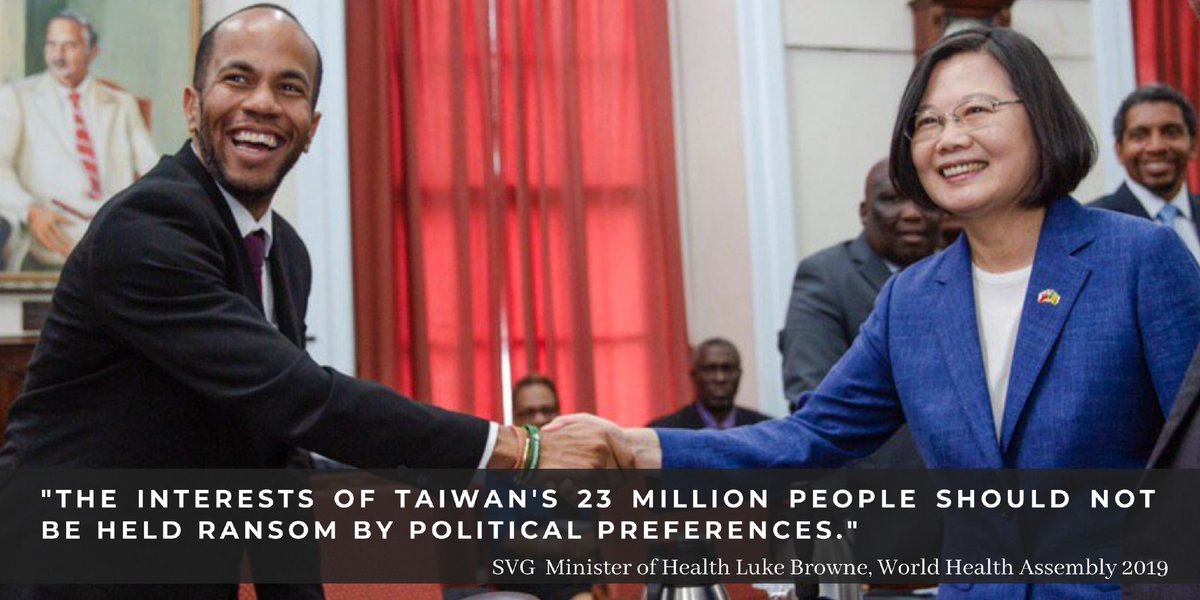 "THE INTERESTS OF TAIWAN'S 23 MILLION PEOPLE SHOULD NOT
BE HELD RANSOM BY POLITICAL PREFERENCES."
SVG Minister of Health Luke Browne, World Health Assembly 2019